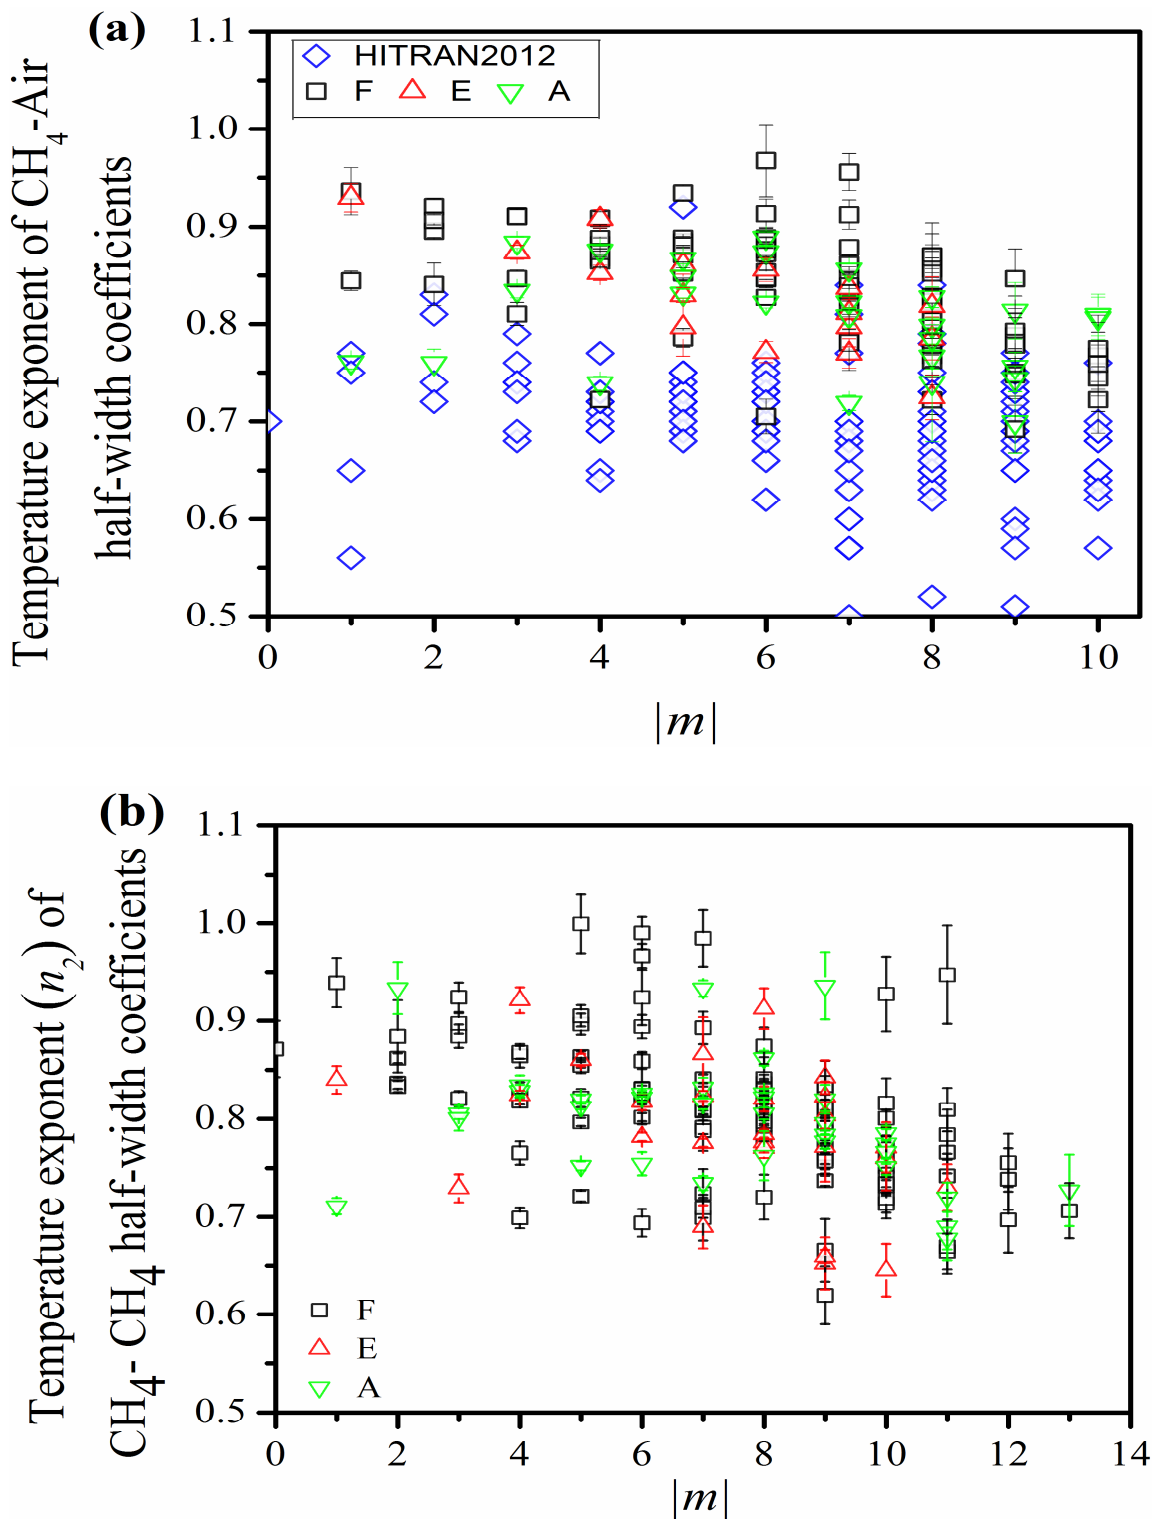 (a)
Temperature exponent of CH4-Air
half-width coefficients
1.1
1.0
0.9
0.8
0.7
0.6
0.5
HITRAN2012
F E A
0 2 4 6 8 10
|m|
(b)
Temperature exponent (n2) of
CH4- CH4 half-width coefficients
1.1
1.0
0.9
0.8
0.7
0.6
0.5
F
E
A
0 2 4 6 8 10 12 14
|m|